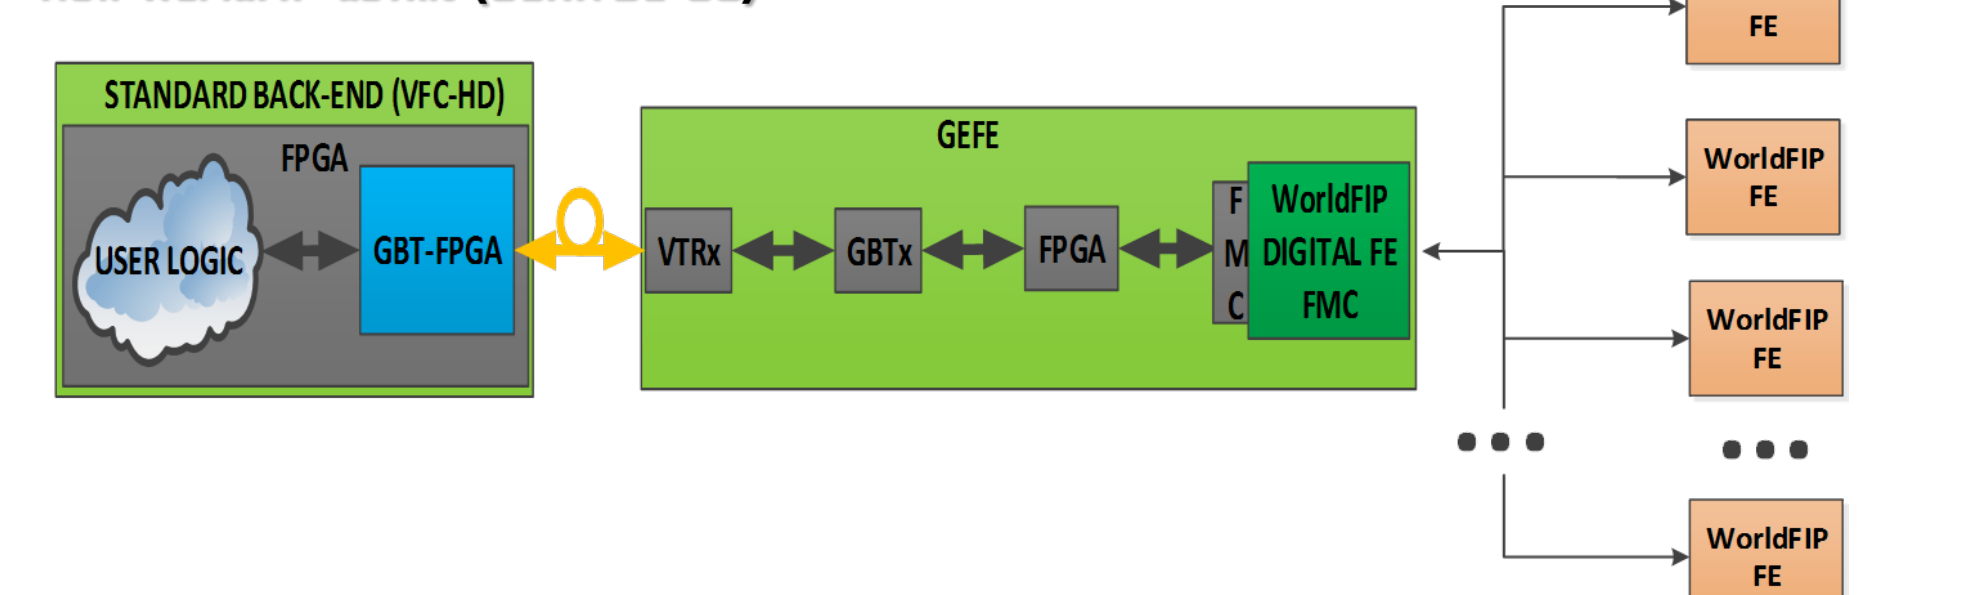 STANDARD BACK-END (VFC-HD)
FPGA
USER LOGIC
GBT-FPGA
GEFE
VTRx
GBTx
FPGA
F
M
C
WorldFIP
DIGITAL FE
FMC
FE
WorldFIP
FE
WorldFIP
FE
WorldFIP
FE